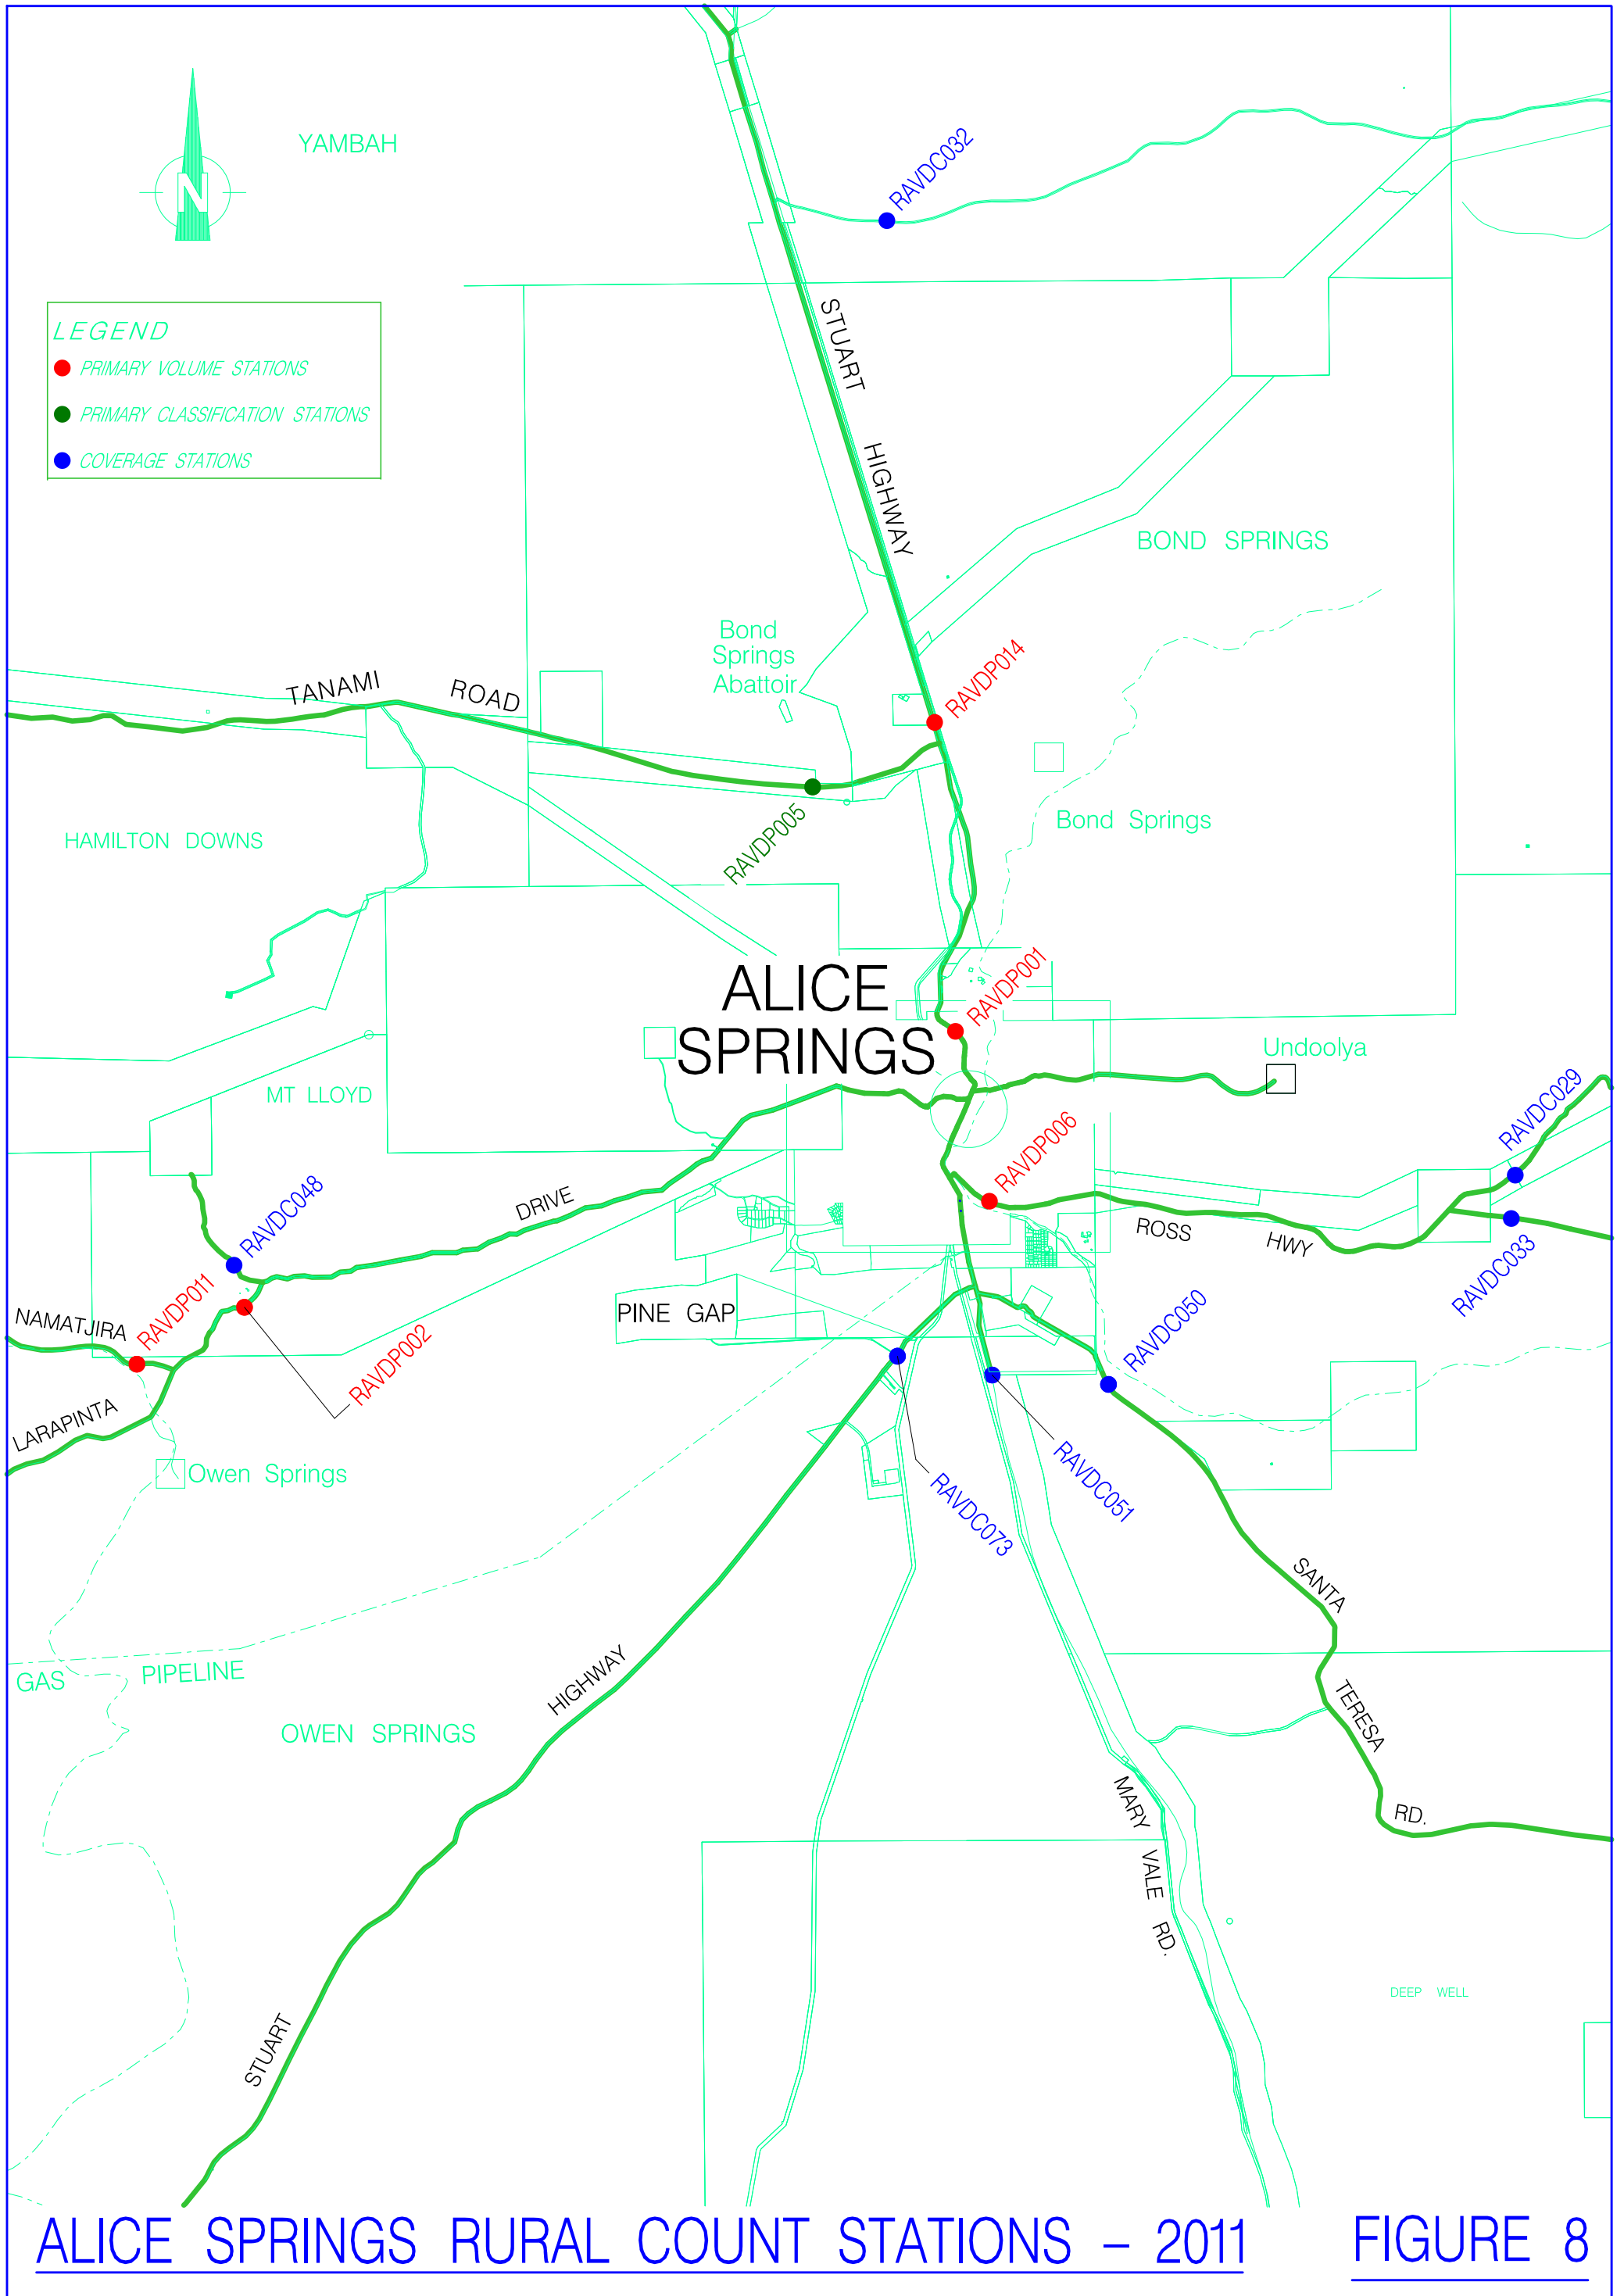 YAMBAH
N
RAVDC032
LEGEND
PRIMARY VOLUME STATIONS
PRIMARY CLASSIFICATION STATIONS
COVERAGE STATIONS
STUART
HIGHWAY
BOND SPRINGS
Bond
Springs
Abattoir
RAVDP014
TANAMI
ROAD
RAVDP005
Bond Springs
HAMILTON DOWNS
ALICE
SPRINGS
RAVDP001
Undoolya
MT LLOYD
RAVDC029
RAVDP006
RAVDC048
DRIVE
ROSS
HWY
RAVDC033
RAVDP011
NAMATJIRA
PINE GAP
RAVDP002
RAVDC050
LARAPINTA
Owen Springs
RAVDC051
RAVDC073
SANTA
TERESA
RD.
GAS
PIPELINE
HIGHWAY
OWEN SPRINGS
MARY
VALE
RD.
DEEP WELL
STUART
ALICE SPRINGS RURAL COUNT STATIONS – 2011
FIGURE 8